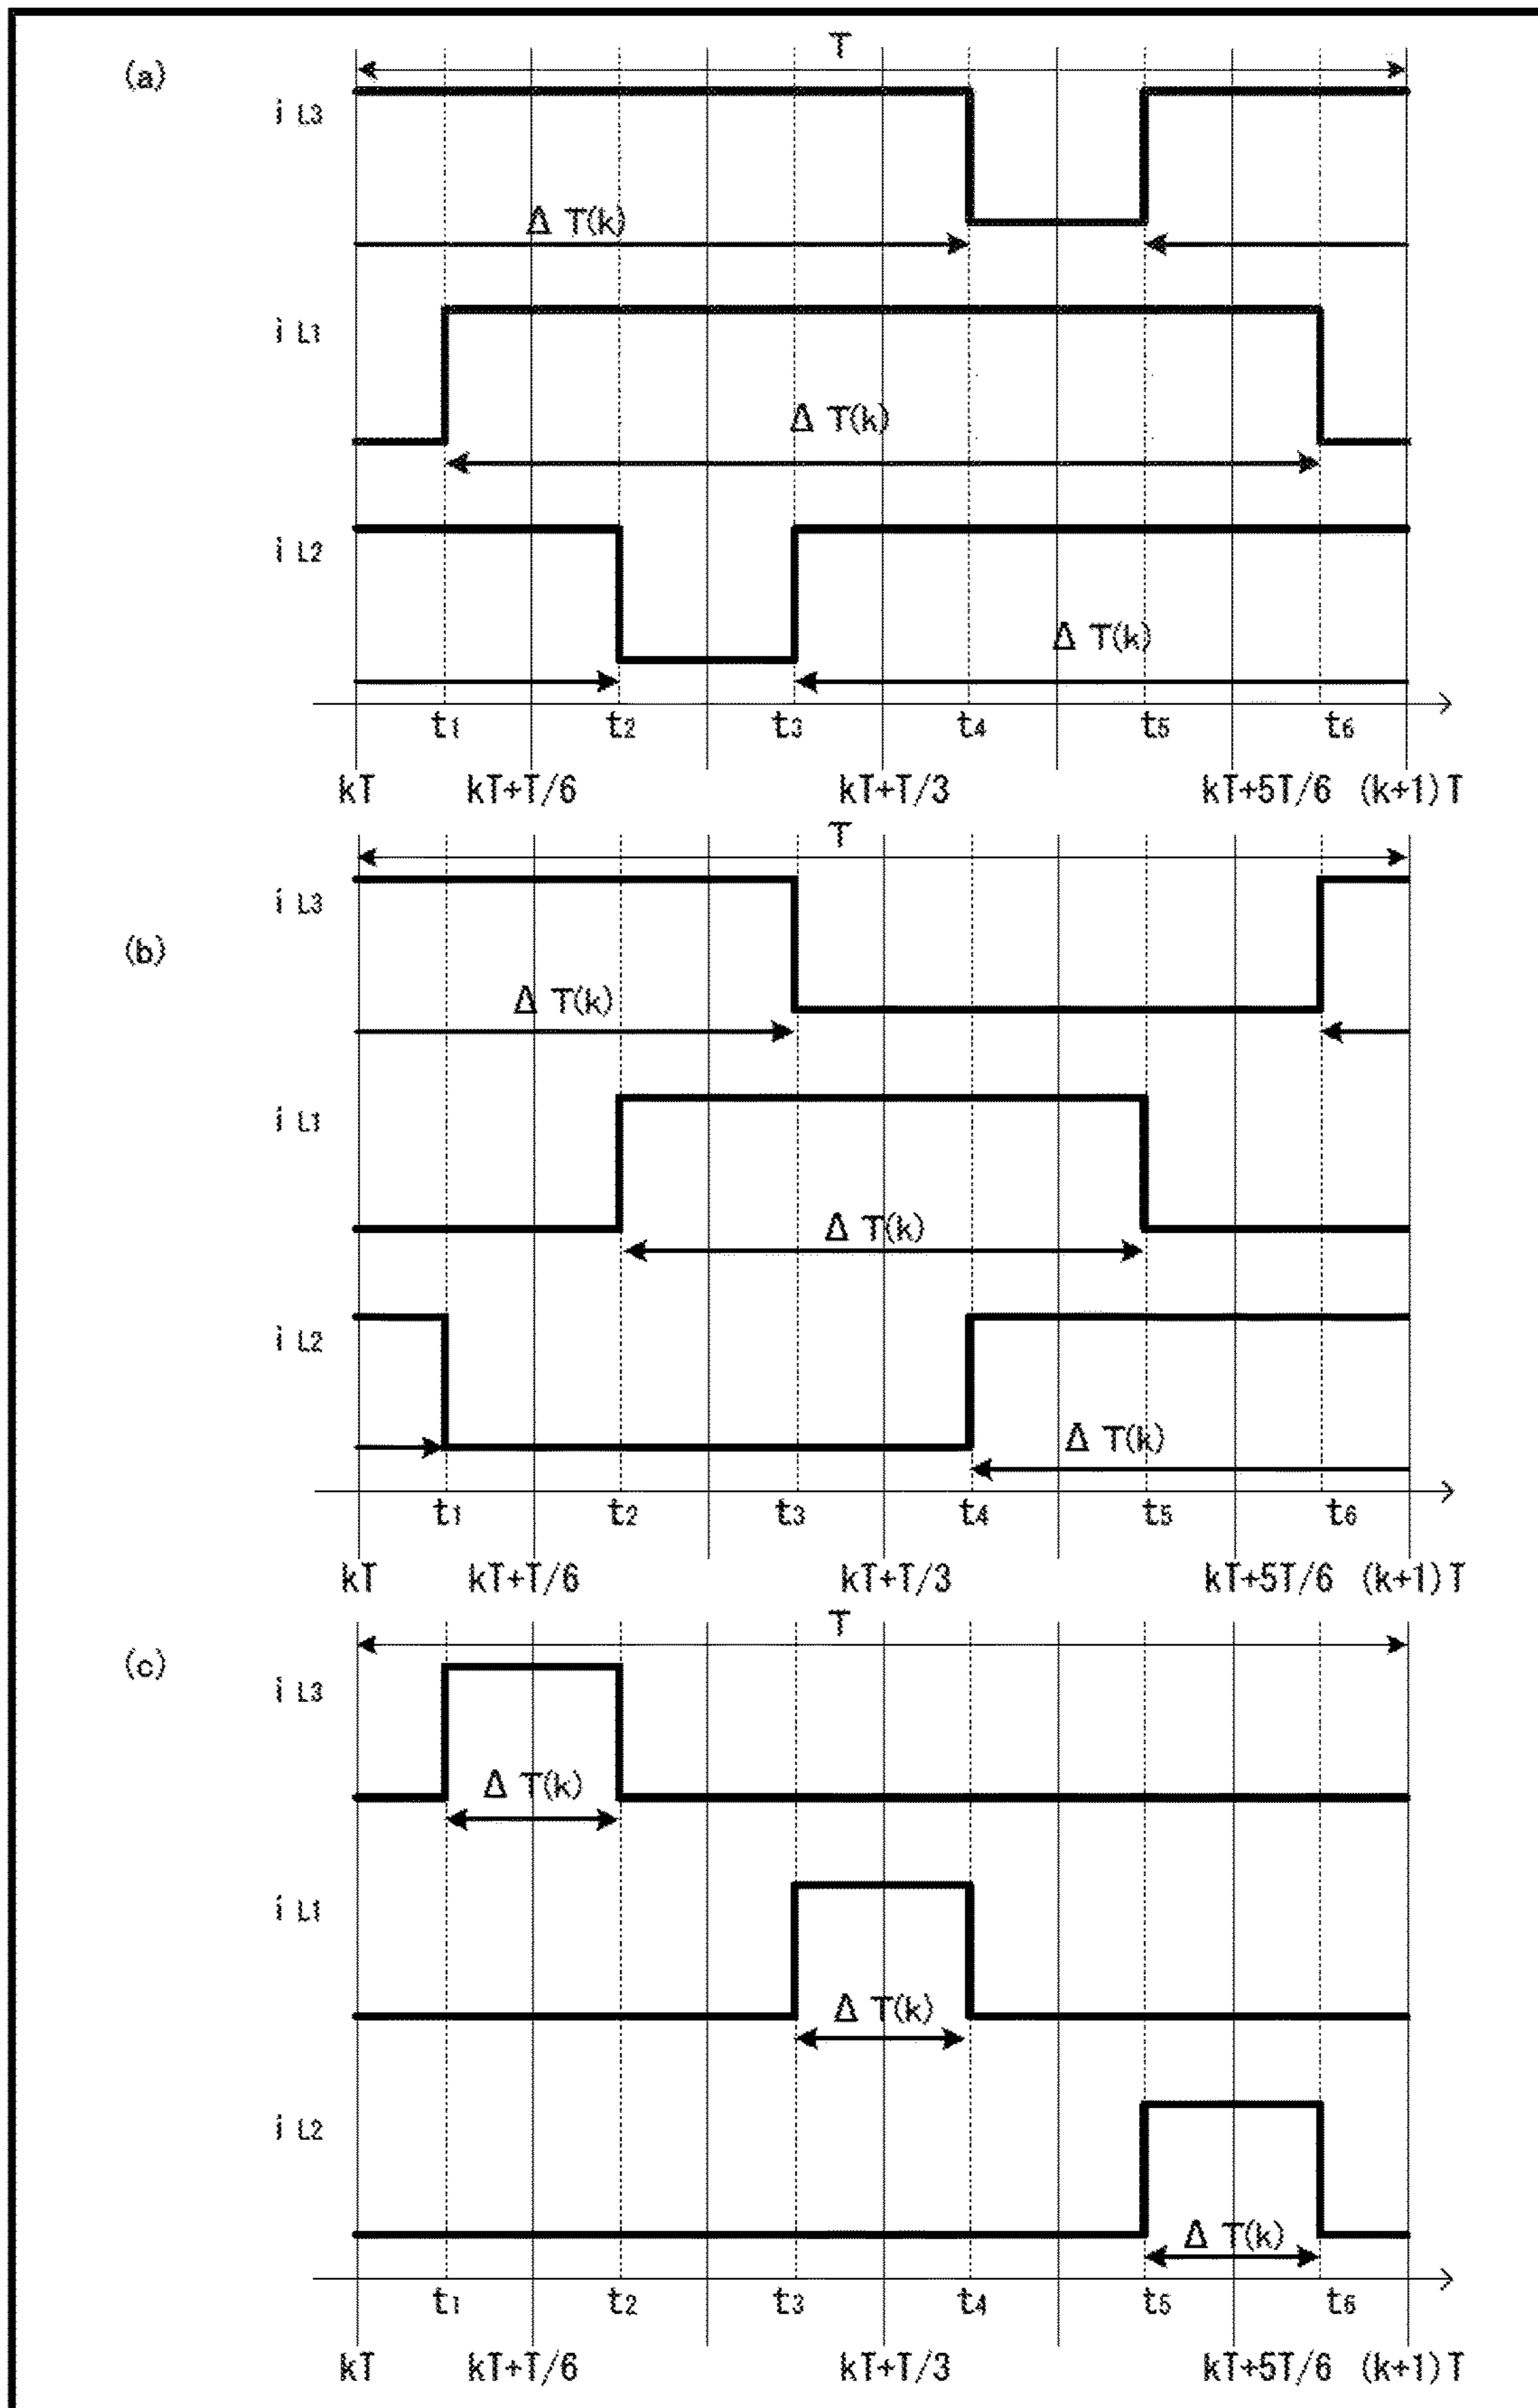 (a)
T
i L3
Δ T(k)
i L1
Δ T(k)
i L2
Δ T(k)
t1 t2 t3 t4 t5 t6
kT kT+T/6 kT+T/3 kT+5T/6 (k+1)T
T
i L3
(b)
Δ T(k)
i L1
Δ T(k)
i L2
Δ T(k)
t1 t2 t3 t4 t5 t6
kT kT+T/6 kT+T/3 kT+5T/6 (k+1)T
T
(c)
i L3
Δ T(k)
i L1
Δ T(k)
i L2
Δ T(k)
t1 t2 t3 t4 t5 t6
kT kT+T/6 kT+T/3 kT+5T/6 (k+1)T